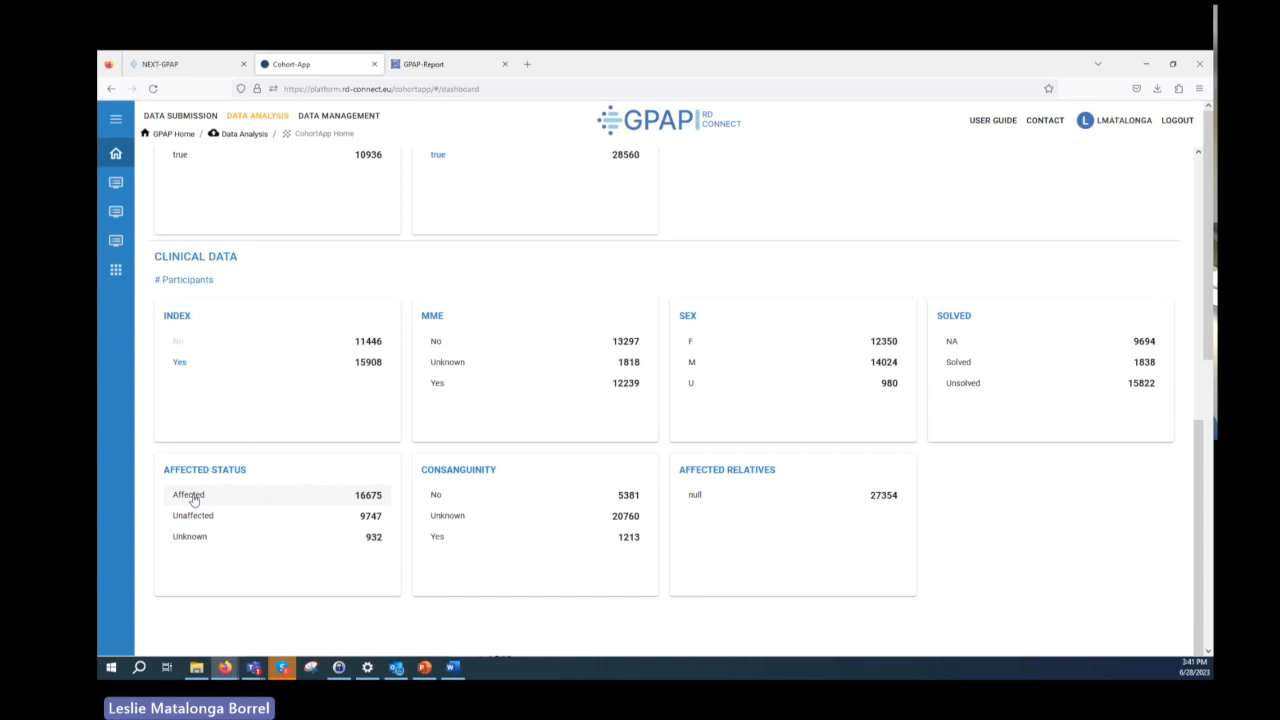 NEXT-GPAP
Cohort-App
GPAP-Report
https://platform.rd-connect.eu/cohortapp/#/dashboard
DATA SUBMISSION DATA ANALYSIS DATA MANAGEMENT
GPAP Home / Data Analysis / CohortApp Home
GPAP RD CONNECT
USER GUIDE CONTACT L LMATALONGA LOGOUT
true 10936
true 28560
CLINICAL DATA
# Participants
INDEX
No 11446
Yes 15908
MME
No 13297
Unknown 1818
Yes 12239
SEX
F 12350
M 14024
U 980
SOLVED
NA 9694
Solved 1838
Unsolved 15822
AFFECTED STATUS
Affected 16675
Unaffected 9747
Unknown 932
CONSANGUINITY
No 5381
Unknown 20760
Yes 1213
AFFECTED RELATIVES
null 27354
3:41 PM
6/28/2023
Leslie Matalonga Borrel